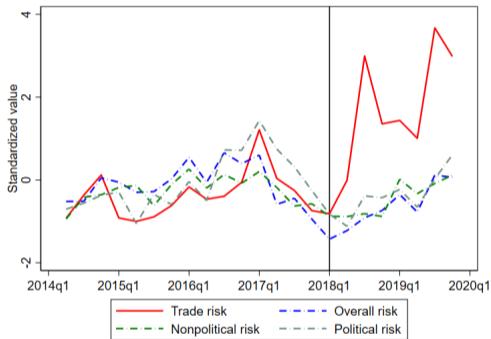 4
2
0
-2
Standardized value
2014q1 2015q1 2016q1 2017q1 2018q1 2019q1 2020q1
Trade risk Overall risk
Nonpolitical risk Political risk